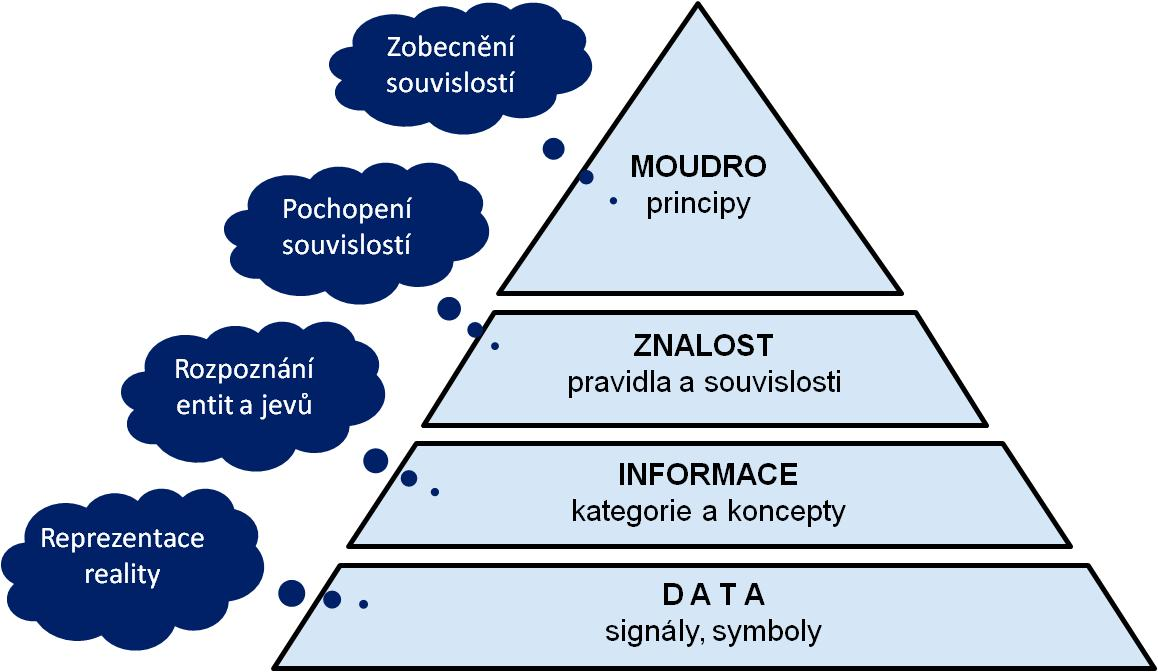 Zobecnění
souvislostí
MOUDRO
principy
Pochopení
souvislostí
ZNALOST
pravidla a souvislosti
Rozpoznání
entit a jevů
INFORMACE
kategorie a koncepty
Reprezentace
reality
D A T A
signály, symboly